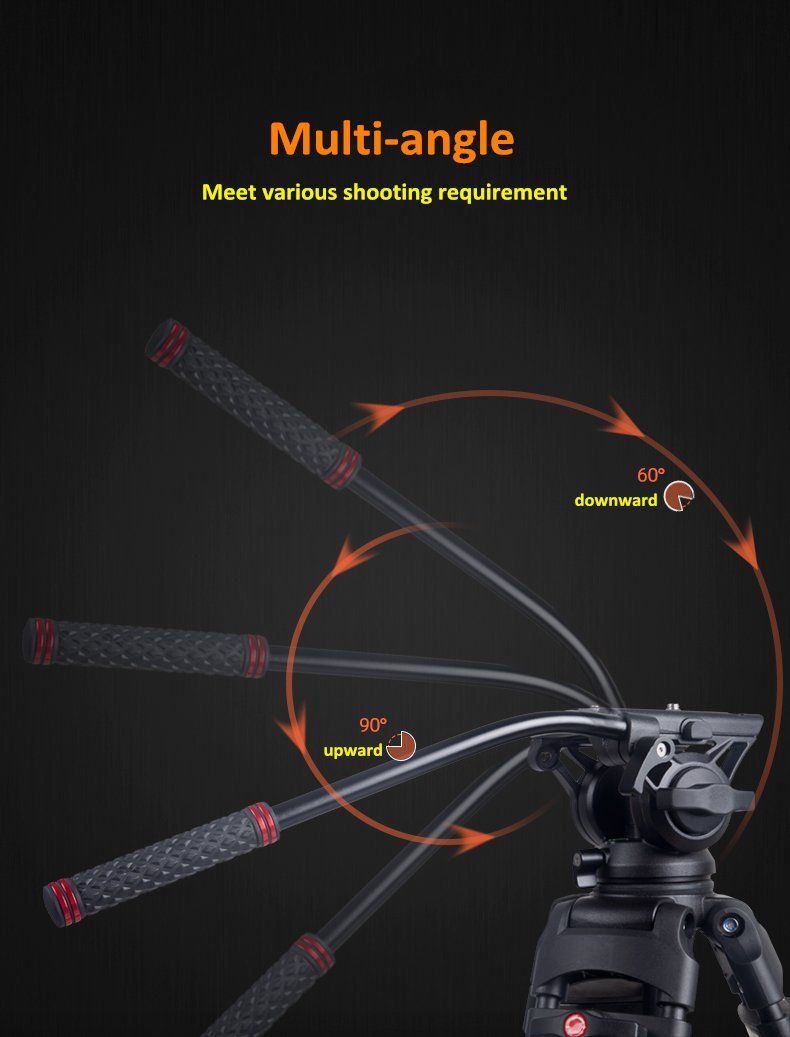 Multi-angle
Meet various shooting requirement
60°
downward
90°
upward